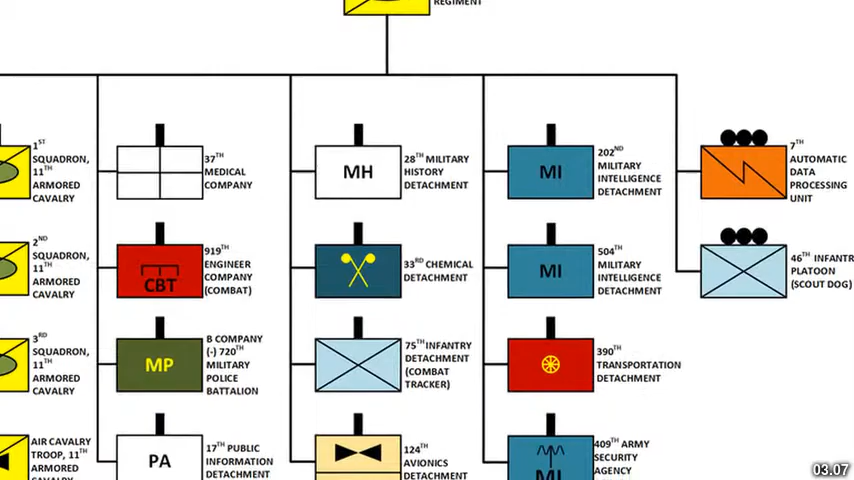 REGIMENT
1ST
SQUADRON,
11TH
ARMORED
CAVALRY
37TH
MEDICAL
COMPANY
MH
28TH MILITARY
HISTORY
DETACHMENT
MI
202ND
MILITARY
INTELLIGENCE
DETACHMENT
7TH
AUTOMATIC
DATA
PROCESSING
UNIT
2ND
SQUADRON,
11TH
ARMORED
CAVALRY
CBT
919TH
ENGINEER
COMPANY
(COMBAT)
33RD CHEMICAL
DETACHMENT
MI
504TH
MILITARY
INTELLIGENCE
DETACHMENT
46TH INFANTR
PLATOON
(SCOUT DOG)
3RD
SQUADRON,
11TH
ARMORED
CAVALRY
MP
B COMPANY
(-) 720TH
MILITARY
POLICE
BATTALION
75TH INFANTRY
DETACHMENT
(COMBAT
TRACKER)
390TH
TRANSPORTATION
DETACHMENT
AIR CAVALRY
TROOP, 11TH
ARMORED
CAVALRY
PA
17TH PUBLIC
INFORMATION
DETACHMENT
124TH
AVIONICS
DETACHMENT
MI
409TH ARMY
SECURITY
AGENCY
03.07